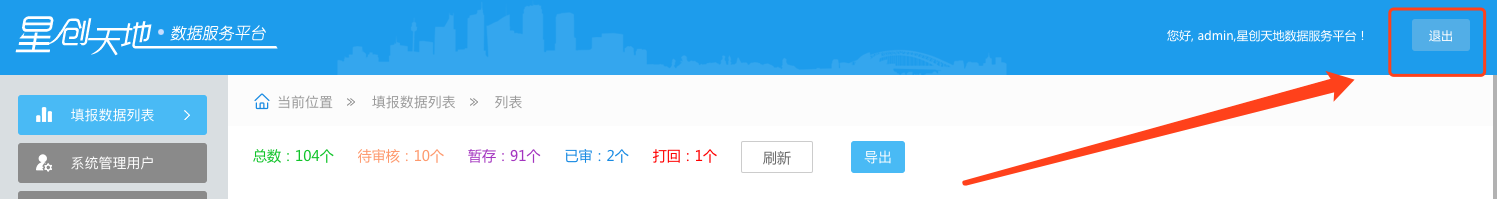 星创天地•数据服务平台
您好, admin,星创天地数据服务平台！
退出
填报数据列表
系统管理用户
当前位置 » 填报数据列表 » 列表
总数：104个 待审核：10个 暂存：91个 已审：2个 打回：1个 刷新 导出